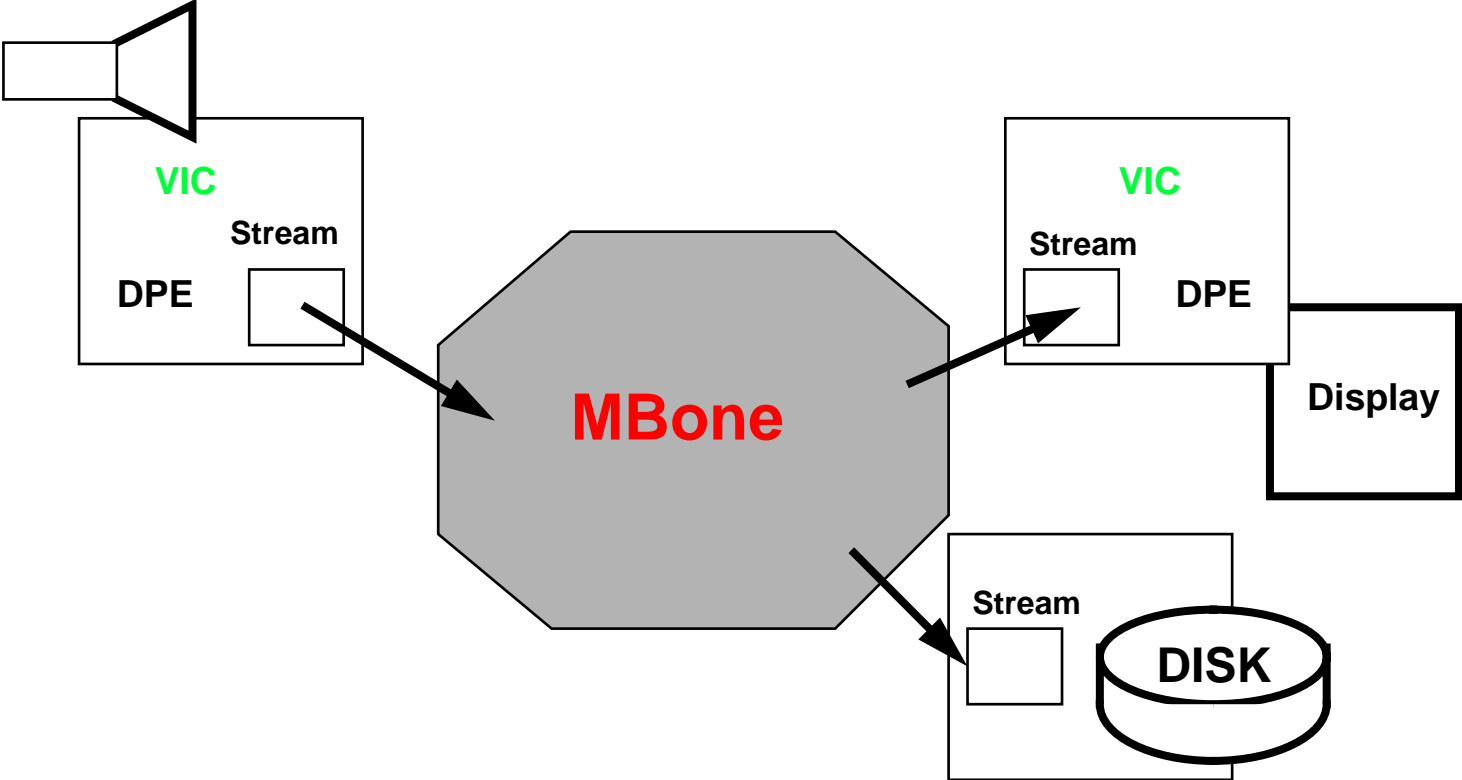 VIC
Stream
DPE
MBone
VIC
Stream
DPE
Display
Stream
DISK